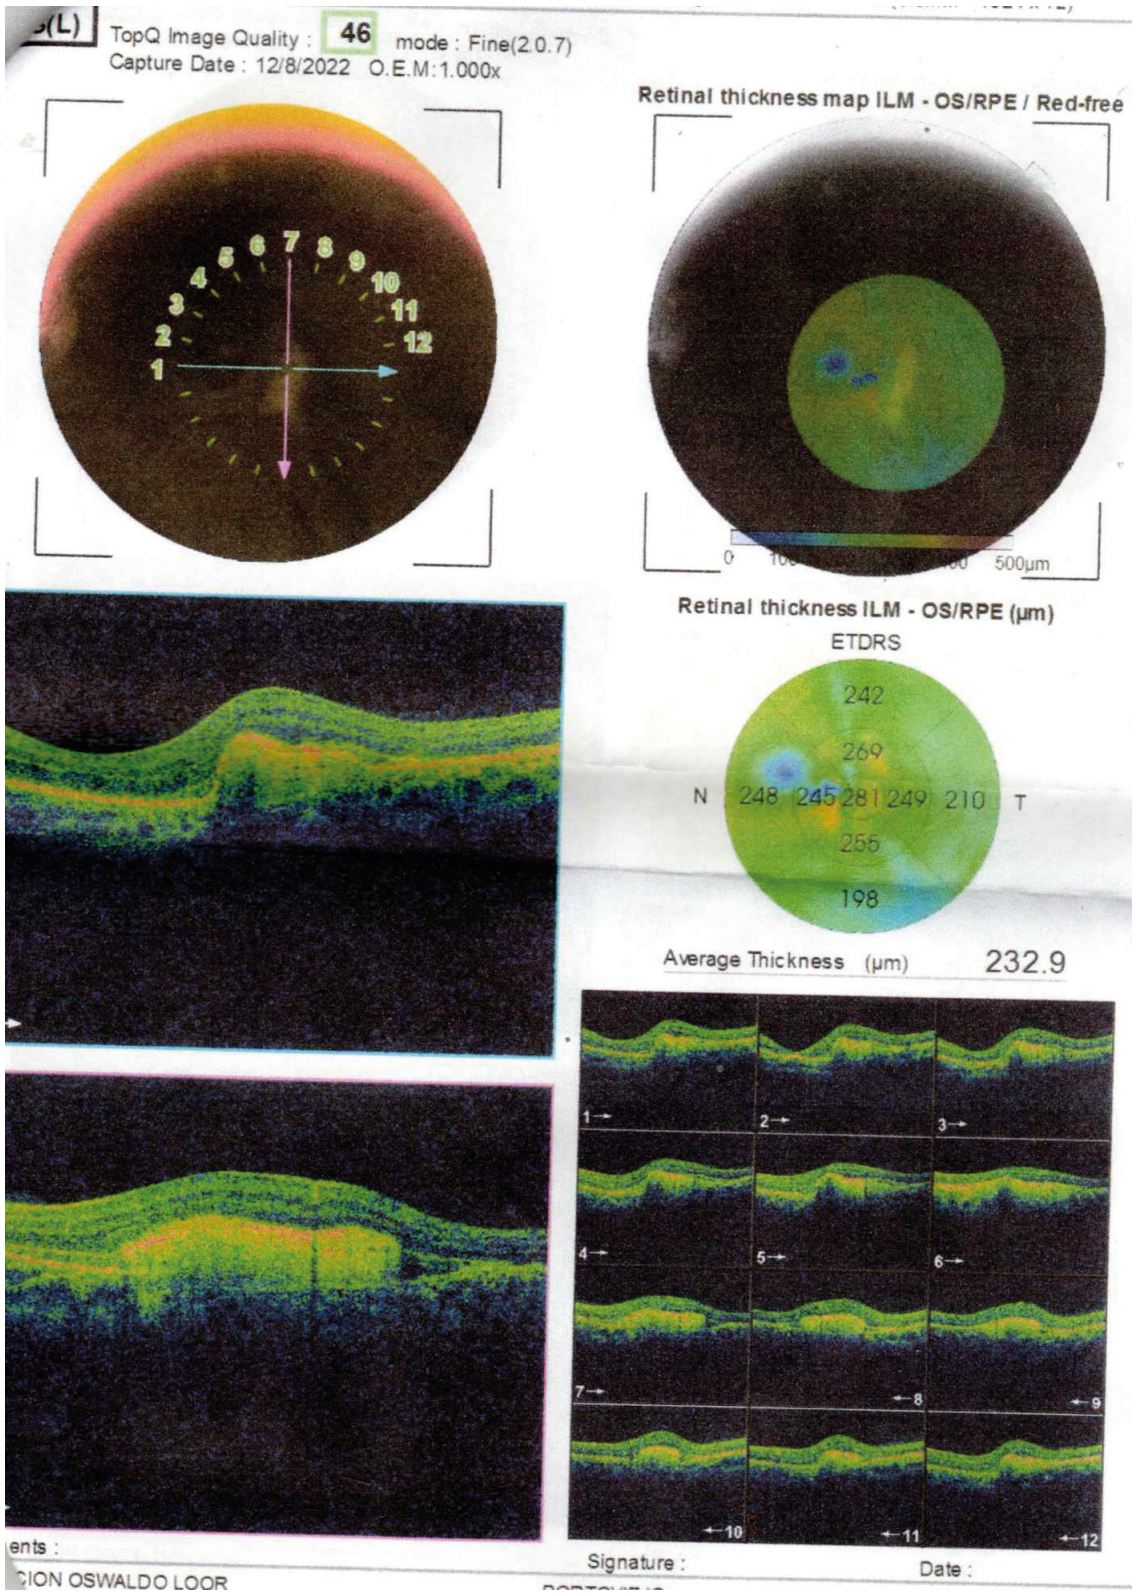 S(L)
TopQ Image Quality : 46 mode : Fine(2.0.7)
Capture Date : 12/8/2022 O.E.M:1.000x
Retinal thickness map ILM - OS/RPE / Red-free
7
6 8
5 9
4 10
3 11
2 12
1
0 100 400 500µm
Retinal thickness ILM - OS/RPE (µm)
ETDRS
242
269
N 248 245 281 249 210 T
255
198
Average Thickness (µm) 232.9
1→ 2→ 3→
4→ 5→ 6→
7→ ←8 ←9
←10 ←11 ←12
ents :
Signature : Date :
CION OSWALDO LOOR